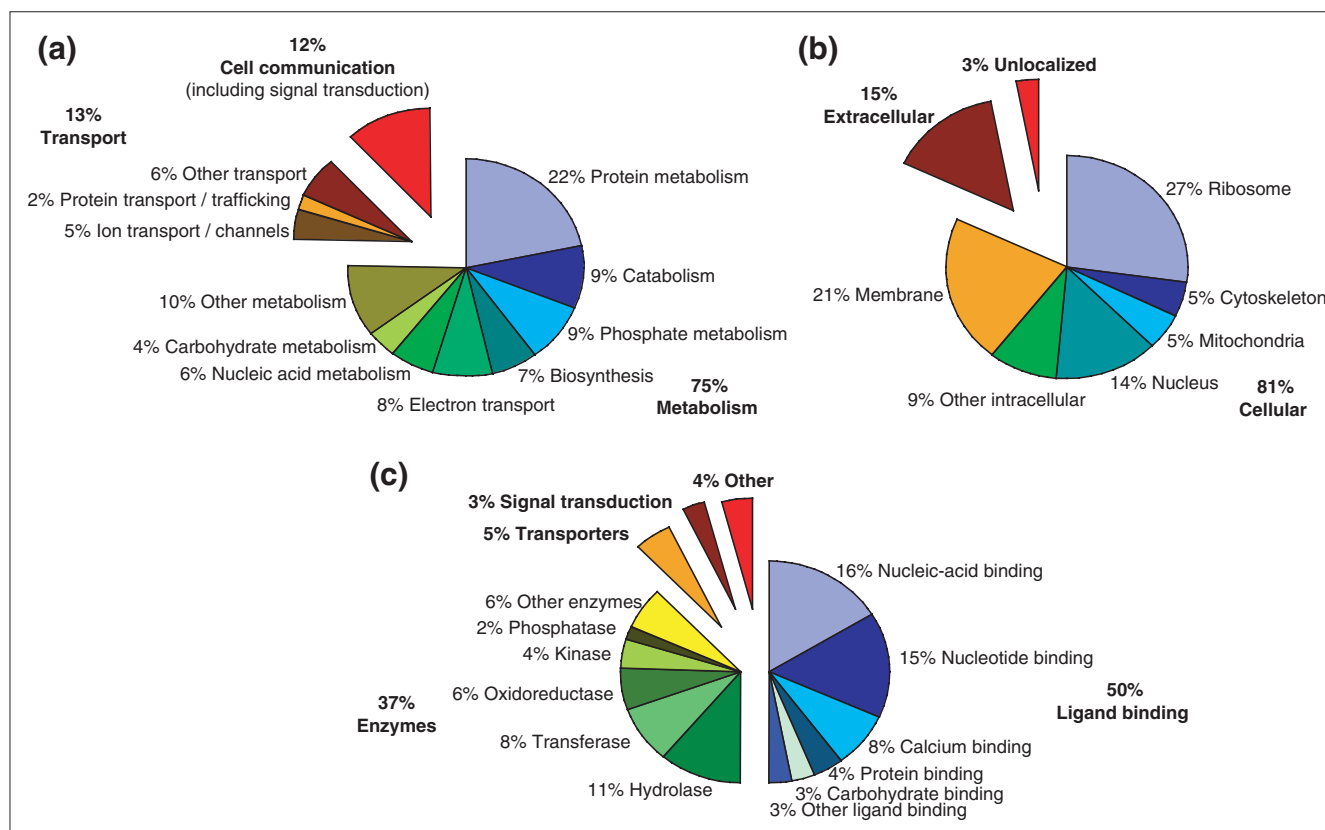 (a)
12%
Cell communication
(including signal transduction)
13%
Transport
6% Other transport
2% Protein transport / trafficking
5% Ion transport / channels
22% Protein metabolism
9% Catabolism
9% Phosphate metabolism
7% Biosynthesis
8% Electron transport
6% Nucleic acid metabolism
4% Carbohydrate metabolism
10% Other metabolism
75%
Metabolism
(b)
3% Unlocalized
15%
Extracellular
27% Ribosome
5% Cytoskeleton
5% Mitochondria
14% Nucleus
9% Other intracellular
21% Membrane
81%
Cellular
(c)
4% Other
3% Signal transduction
5% Transporters
16% Nucleic-acid binding
15% Nucleotide binding
8% Calcium binding
4% Protein binding
3% Carbohydrate binding
3% Other ligand binding
50%
Ligand binding
6% Other enzymes
2% Phosphatase
4% Kinase
6% Oxidoreductase
8% Transferase
11% Hydrolase
37%
Enzymes